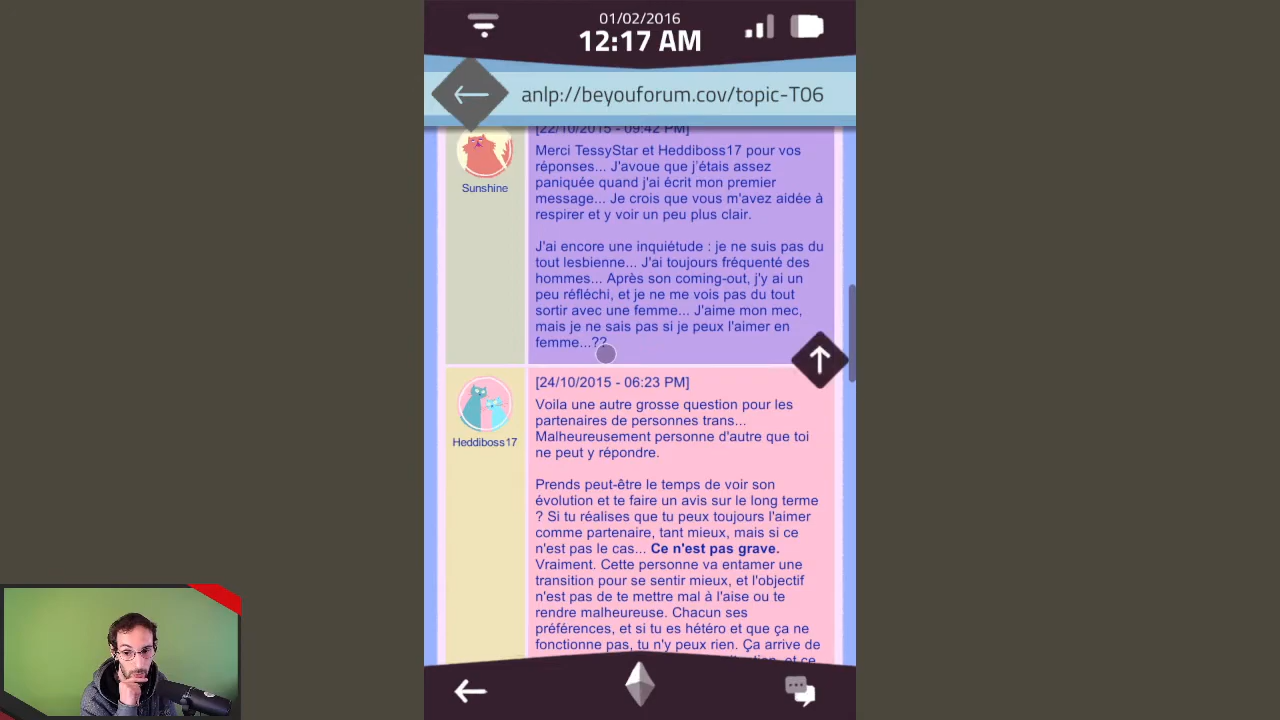 01/02/2016
12:17 AM
anlp://beyouforum.cov/topic-T06
[22/10/2015 - 09:42 PM]
Sunshine
Merci TessyStar et Heddiboss17 pour vos
réponses... J'avoue que j'étais assez
paniquée quand j'ai écrit mon premier
message... Je crois que vous m'avez aidée à
respirer et y voir un peu plus clair.
J'ai encore une inquiétude : je ne suis pas du
tout lesbienne... J'ai toujours fréquenté des
hommes... Après son coming-out, j'y ai un
peu réfléchi, et je ne me vois pas du tout
sortir avec une femme... J'aime mon mec,
mais je ne sais pas si je peux l'aimer en
femme...??
[24/10/2015 - 06:23 PM]
Heddiboss17
Voila une autre grosse question pour les
partenaires de personnes trans...
Malheureusement personne d'autre que toi
ne peut y répondre.
Prends peut-être le temps de voir son
évolution et te faire un avis sur le long terme
? Si tu réalises que tu peux toujours l'aimer
comme partenaire, tant mieux, mais si ce
n'est pas le cas... Ce n'est pas grave.
Vraiment. Cette personne va entamer une
transition pour se sentir mieux, et l'objectif
n'est pas de te mettre mal à l'aise ou te
rendre malheureuse. Chacun ses
préférences, et si tu es hétéro et que ça ne
fonctionne pas, tu n'y peux rien. Ça arrive de
et ce